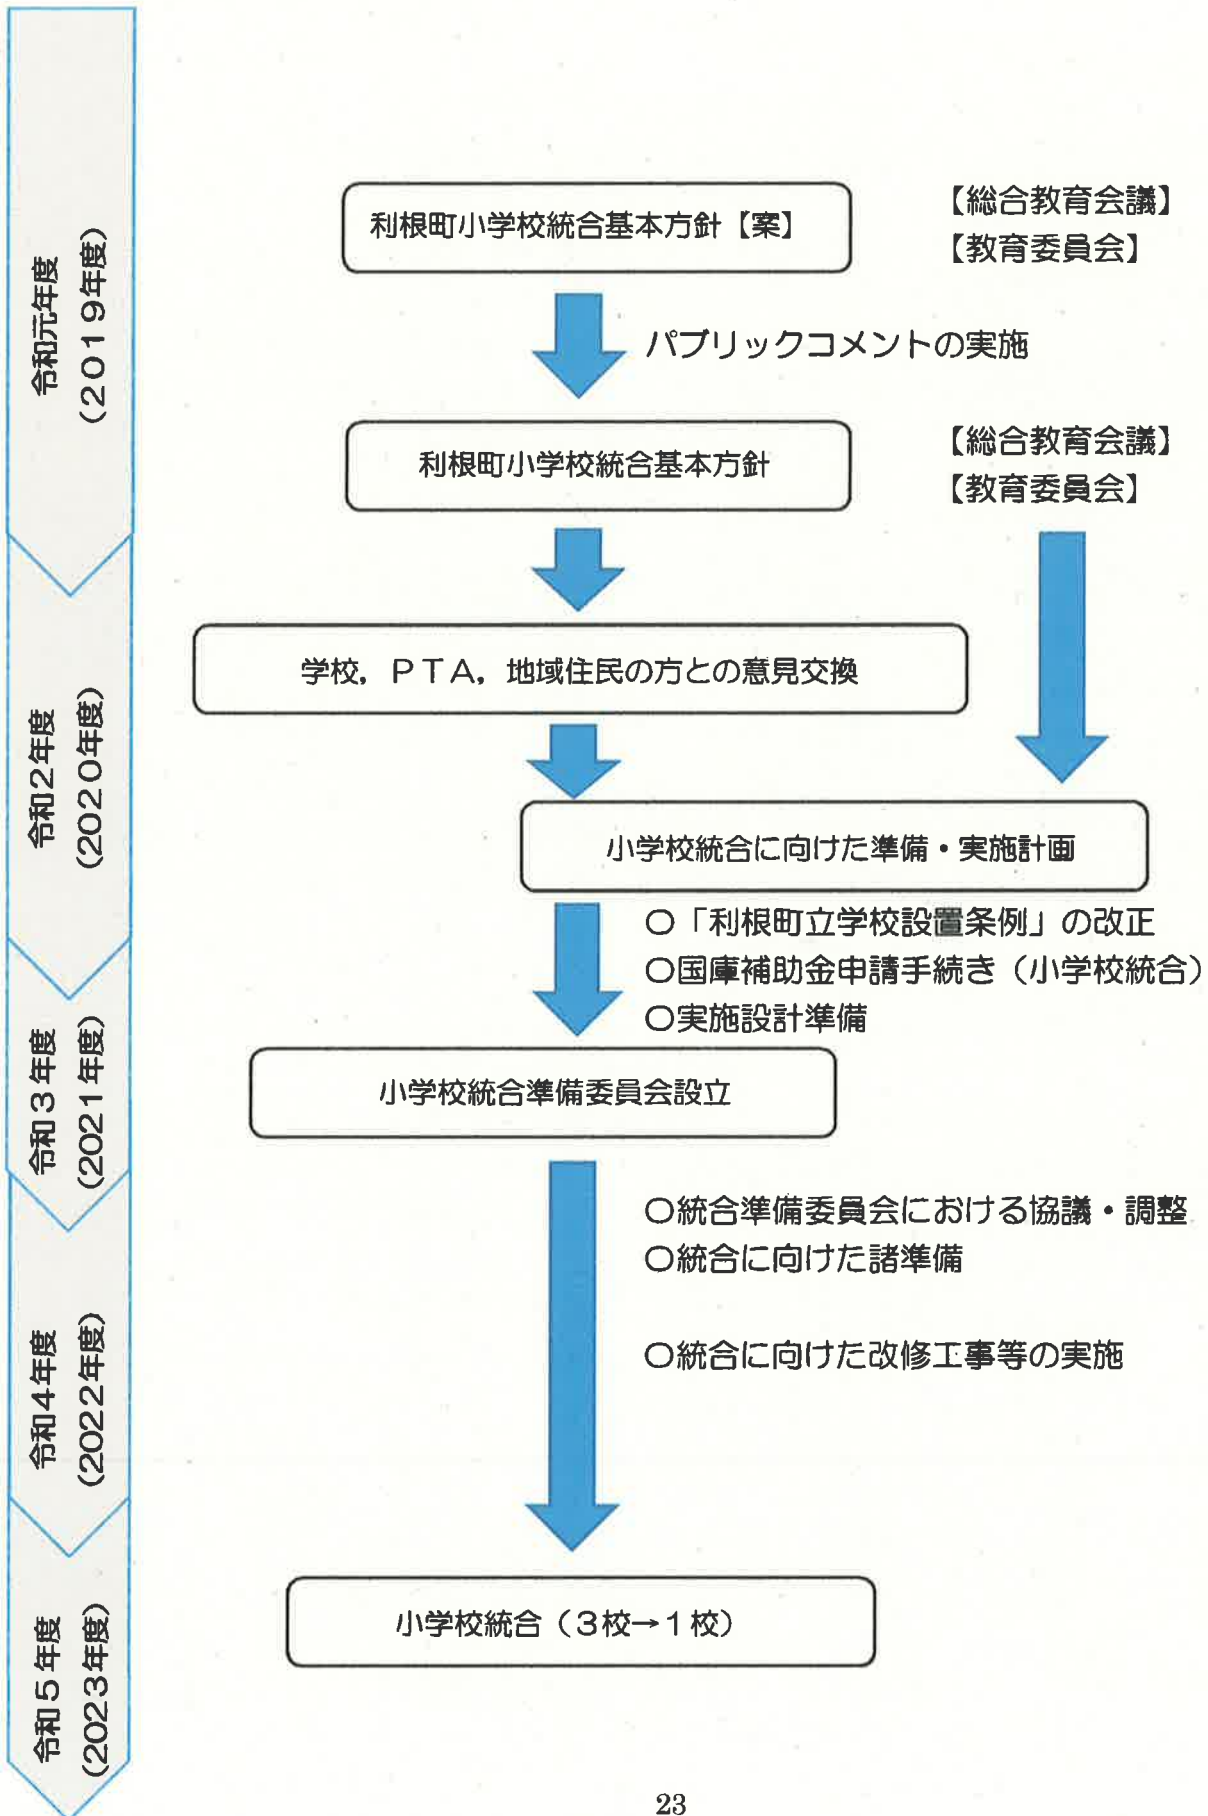 令和元年度
（2019年度）
利根町小学校統合基本方針【案】
【総合教育会議】
【教育委員会】
パブリックコメントの実施
利根町小学校統合基本方針
【総合教育会議】
【教育委員会】
令和2年度
（2020年度）
学校，ＰＴＡ，地域住民の方との意見交換
小学校統合に向けた準備・実施計画
〇「利根町立学校設置条例」の改正
〇国庫補助金申請手続き（小学校統合）
〇実施設計準備
令和３年度
（2021年度）
小学校統合準備委員会設立
〇統合準備委員会における協議・調整
〇統合に向けた諸準備
令和４年度
（2022年度）
〇統合に向けた改修工事等の実施
令和５年度
（2023年度）
小学校統合（３校→１校）
23